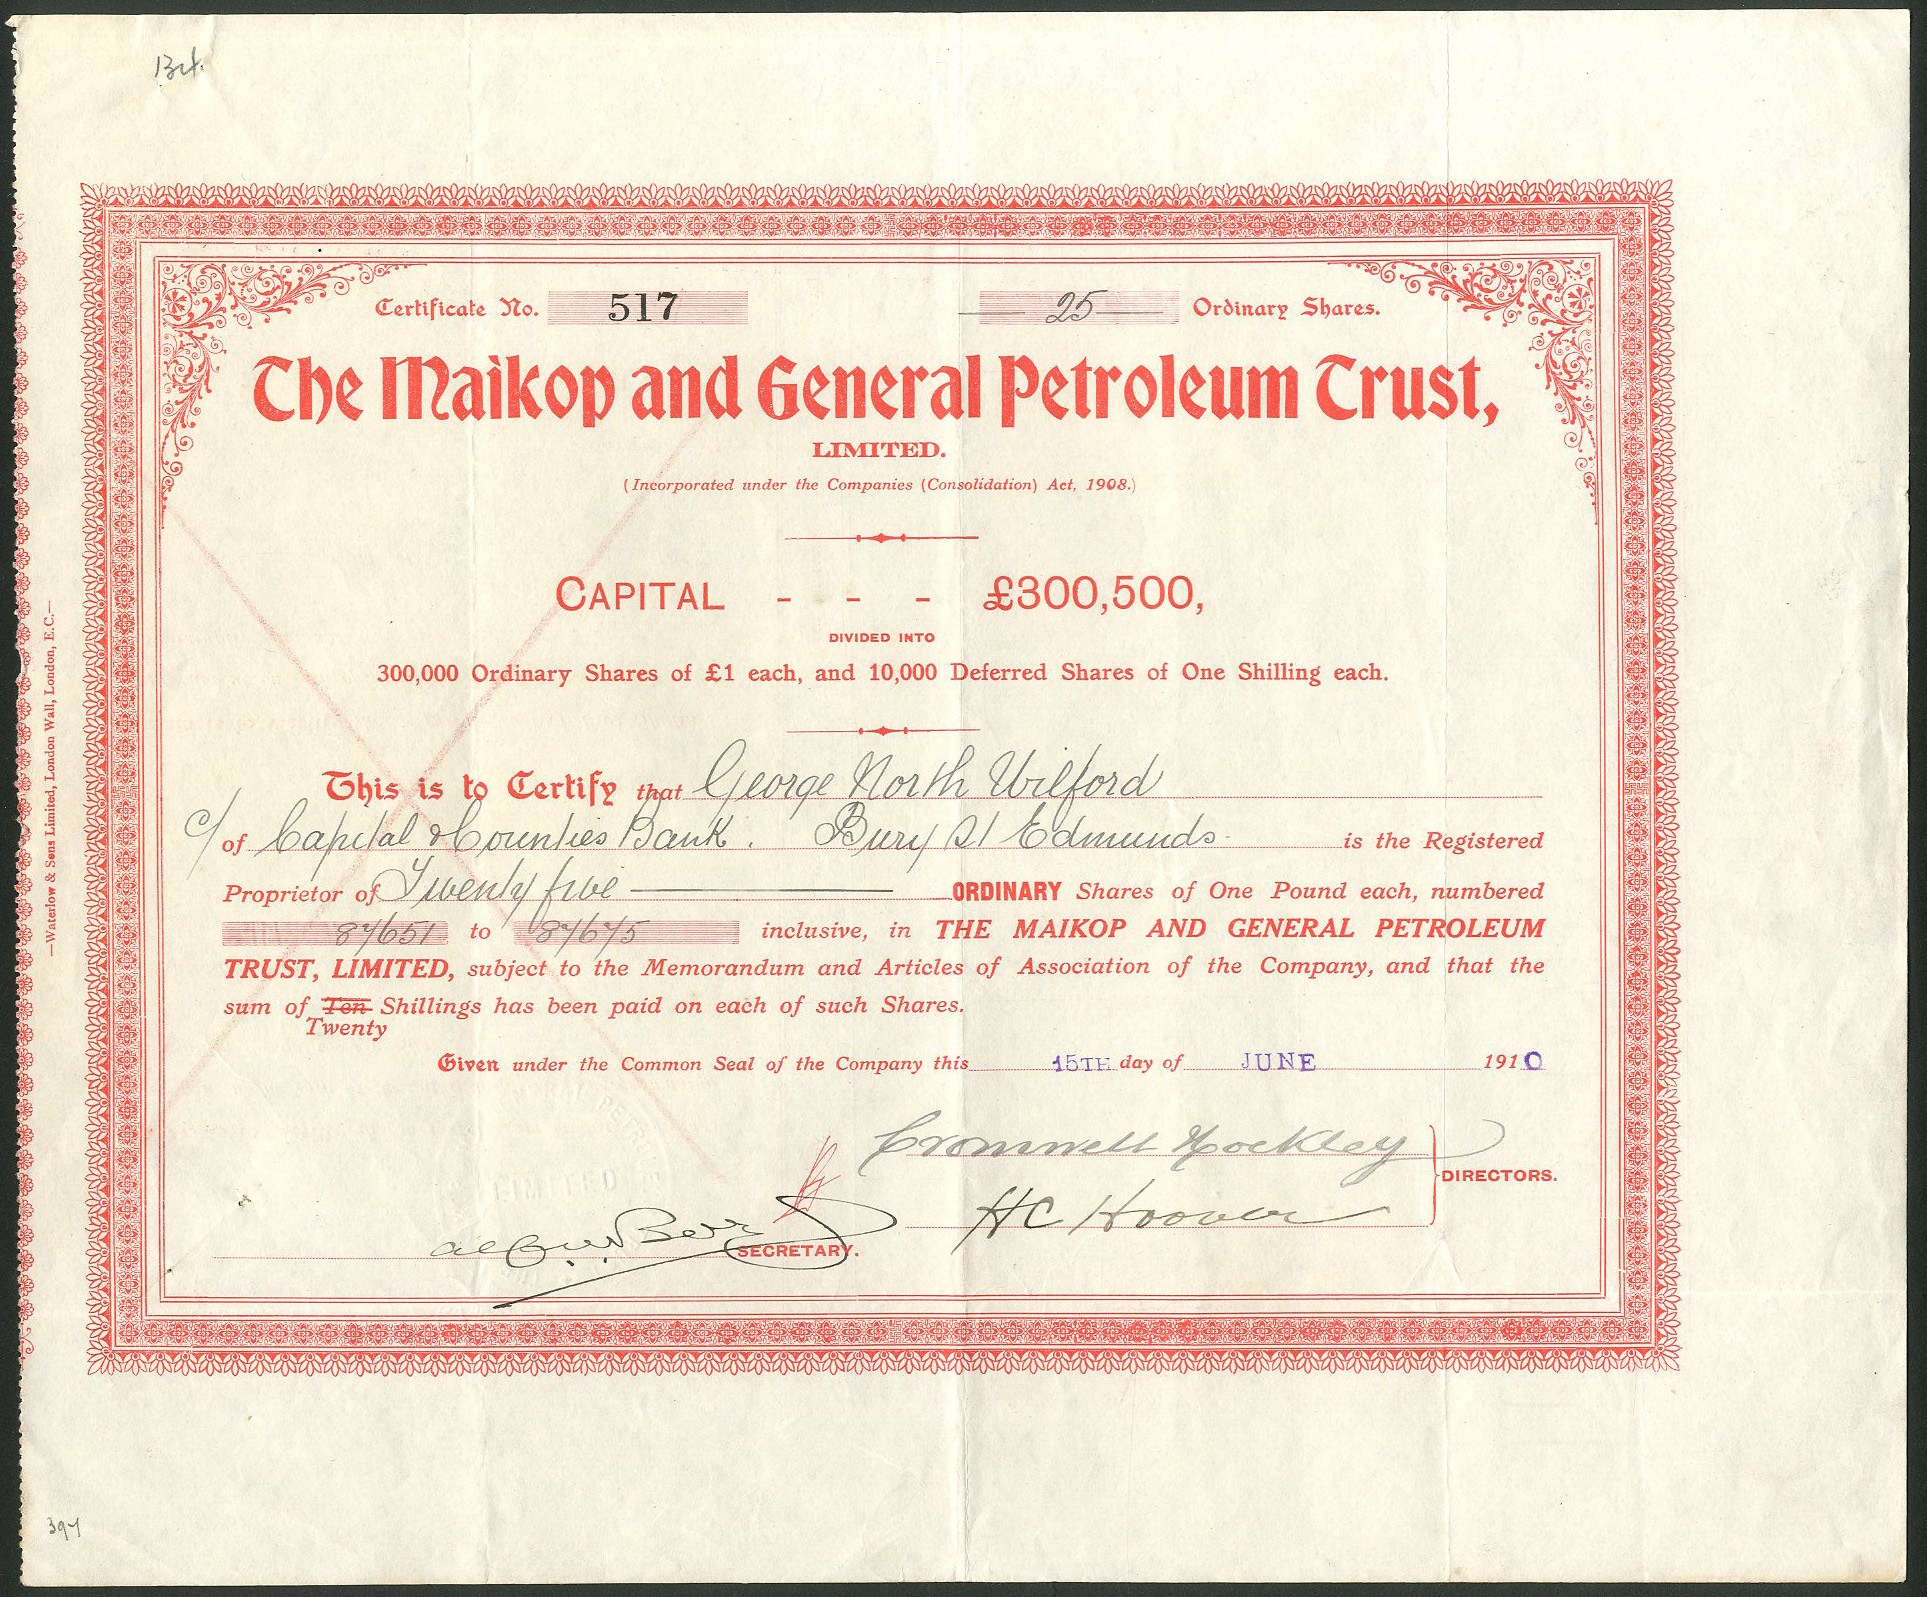 Certificate No. 517 25 Ordinary Shares.
The Maikop and General Petroleum Trust,
LIMITED.
(Incorporated under the Companies (Consolidation) Act, 1908.)
CAPITAL - - - £300,500,
DIVIDED INTO
300,000 Ordinary Shares of £1 each, and 10,000 Deferred Shares of One Shilling each.
This is to Certify that George North Wilford
c/ of Capital & Counties Bank. Bury St Edmunds is the Registered
Proprietor of Twenty five ORDINARY Shares of One Pound each, numbered
87651 to 87675 inclusive, in THE MAIKOP AND GENERAL PETROLEUM
TRUST, LIMITED, subject to the Memorandum and Articles of Association of the Company, and that the
sum of Ten Shillings has been paid on each of such Shares.
Twenty
Given under the Common Seal of the Company this 15TH day of JUNE 1910
Cromwell Hockley
DIRECTORS.
HC Hoover
SECRETARY.
—Waterlow & Sons Limited, London Wall, London, E.C.—
397